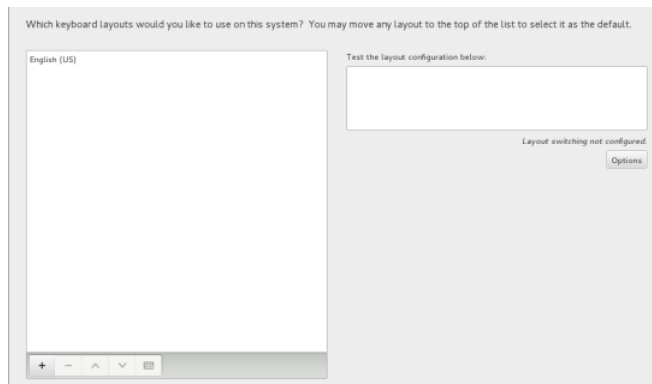 Which keyboard layouts would you like to use on this system? You may move any layout to the top of the list to select it as the default.
English (US)
Test the layout configuration below:
Layout switching not configured.
Options